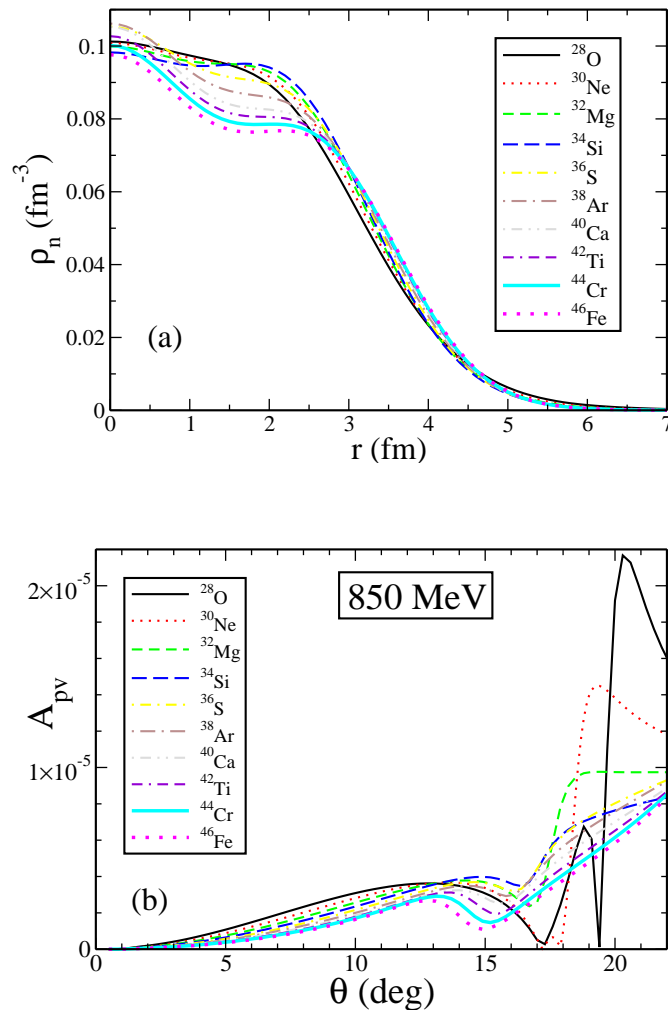 0.1
0.08
0.06
0.04
0.02
0
ρn (fm-3)
28O
30Ne
32Mg
34Si
36S
38Ar
40Ca
42Ti
44Cr
46Fe
(a)
0 1 2 3 4 5 6 7
r (fm)
2×10-5
1×10-5
0
Apv
28O
30Ne
32Mg
34Si
36S
38Ar
40Ca
42Ti
44Cr
46Fe
850 MeV
(b)
0 5 10 15 20
θ (deg)